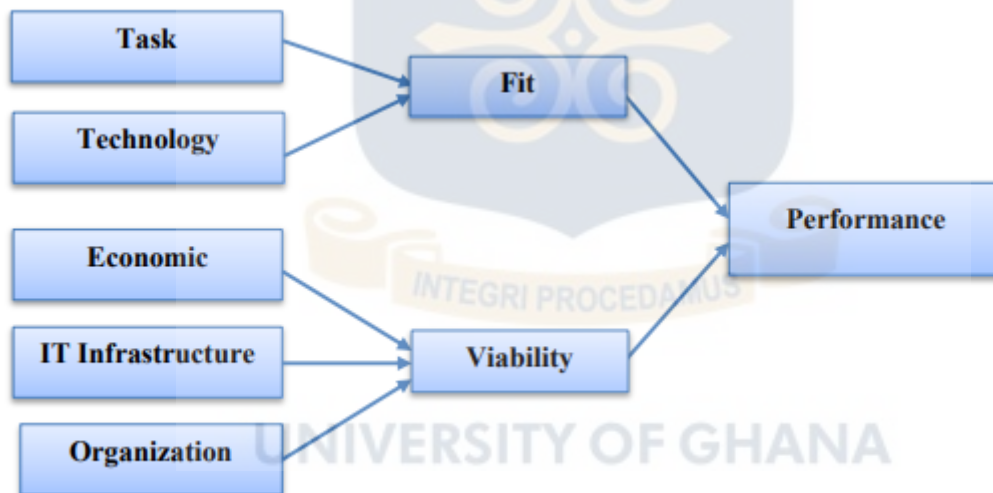 Task
Fit
Technology
Performance
Economic
INTEGRI PROCEDAMUS
IT Infrastructure
Viability
Organization
UNIVERSITY OF GHANA